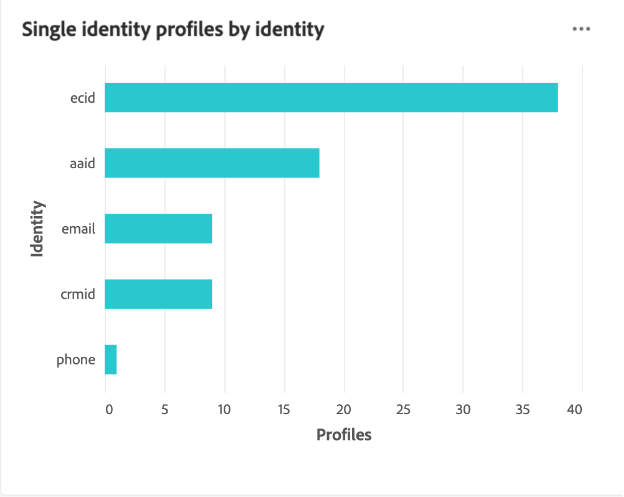 Single identity profiles by identity
ecid
aaid
email
crmid
phone
Identity
0 5 10 15 20 25 30 35 40
Profiles